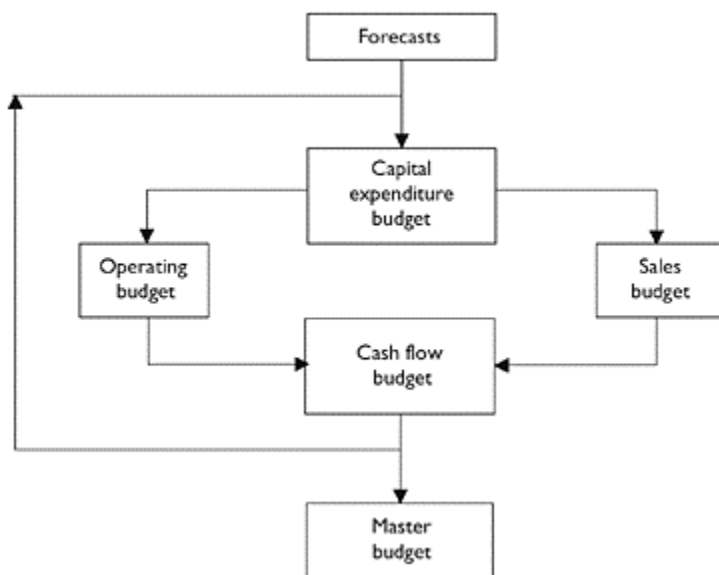 Forecasts
Capital
expenditure
budget
Operating
budget
Sales
budget
Cash flow
budget
Master
budget